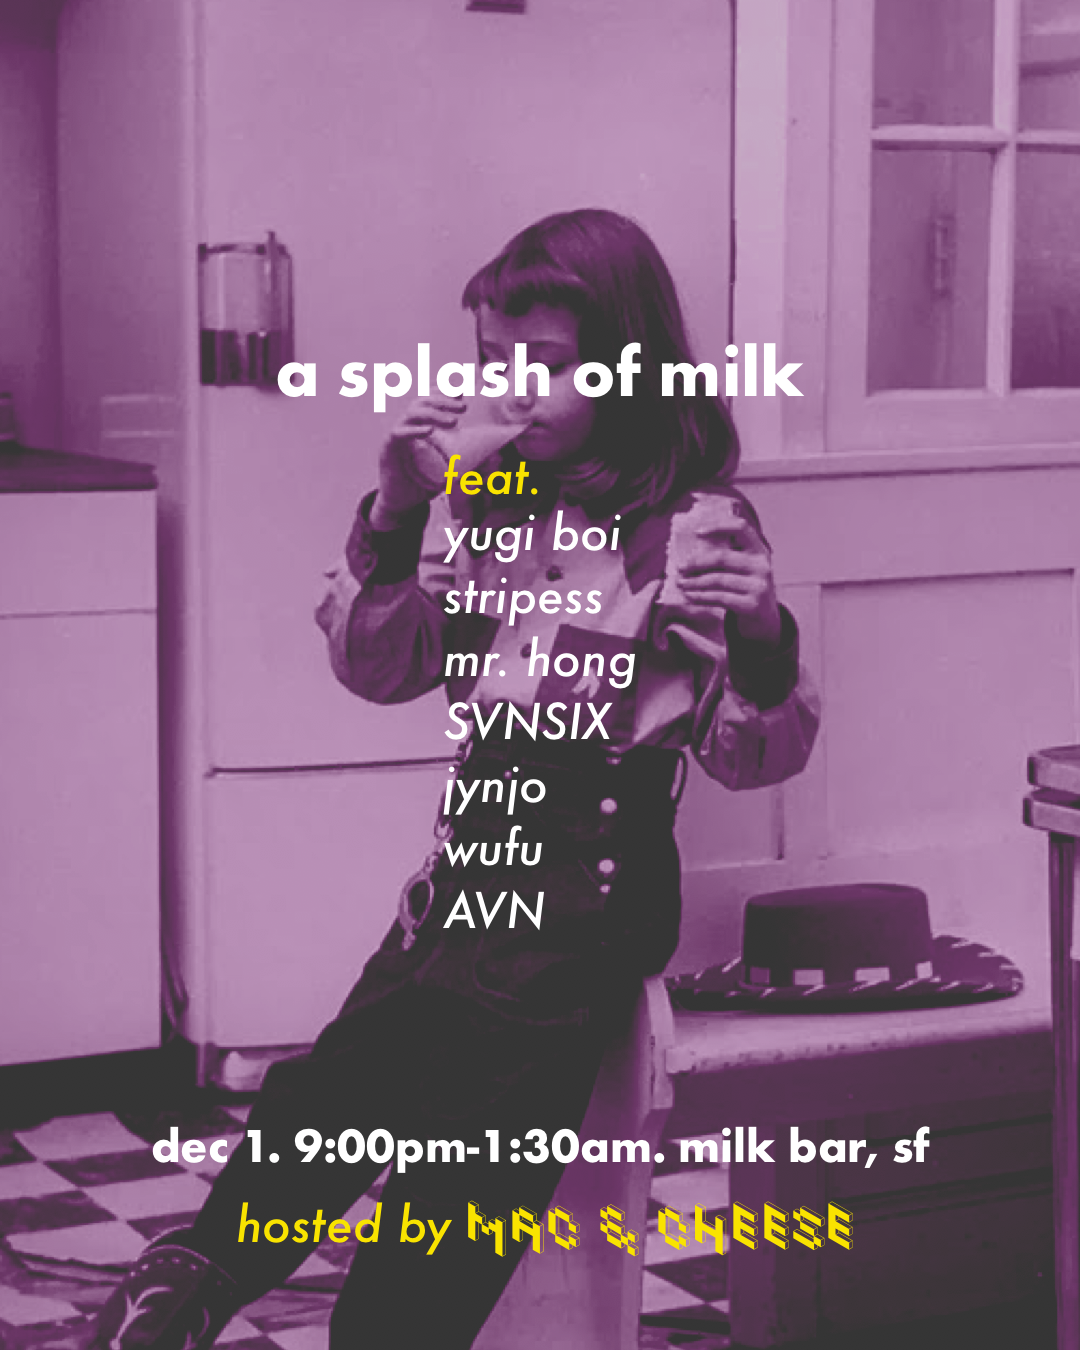 a splash of milk
feat.
yugi boi
stripess
mr. hong
SVNSIX
jynjo
wufu
AVN
dec 1. 9:00pm-1:30am. milk bar, sf
hosted by MAC & CHEESE